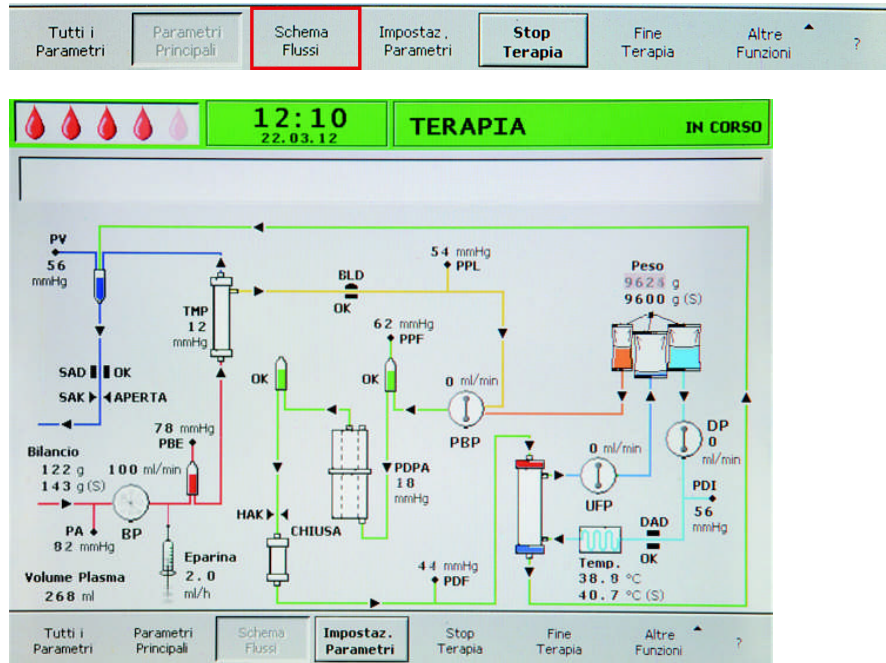 Tutti i Parametri
Parametri Principali
Schema Flussi
Impostaz. Parametri
Stop Terapia
Fine Terapia
Altre Funzioni
?
12:10
22.03.12
TERAPIA
IN CORSO
PV
56
mmHg
TMP
12
mmHg
BLD
OK
54 mmHg
PPL
Peso
9624 g
9600 g (S)
62 mmHg
PPF
SAD OK
SAK APERTA
OK
OK
0 ml/min
PBP
78 mmHg
PBE
Bilancio
122 g
143 g (S)
100 ml/min
PA
82 mmHg
BP
Eparina
2.0
ml/h
Volume Plasma
268 ml
HAK
CHIUSA
PDPA
18
mmHg
44 mmHg
PDF
0 ml/min
UFP
DP
0
ml/min
PDI
56
mmHg
DAD
OK
Temp.
38.8 °C
40.7 °C (S)
Tutti i Parametri
Parametri Principali
Schema Flussi
Impostaz. Parametri
Stop Terapia
Fine Terapia
Altre Funzioni
?